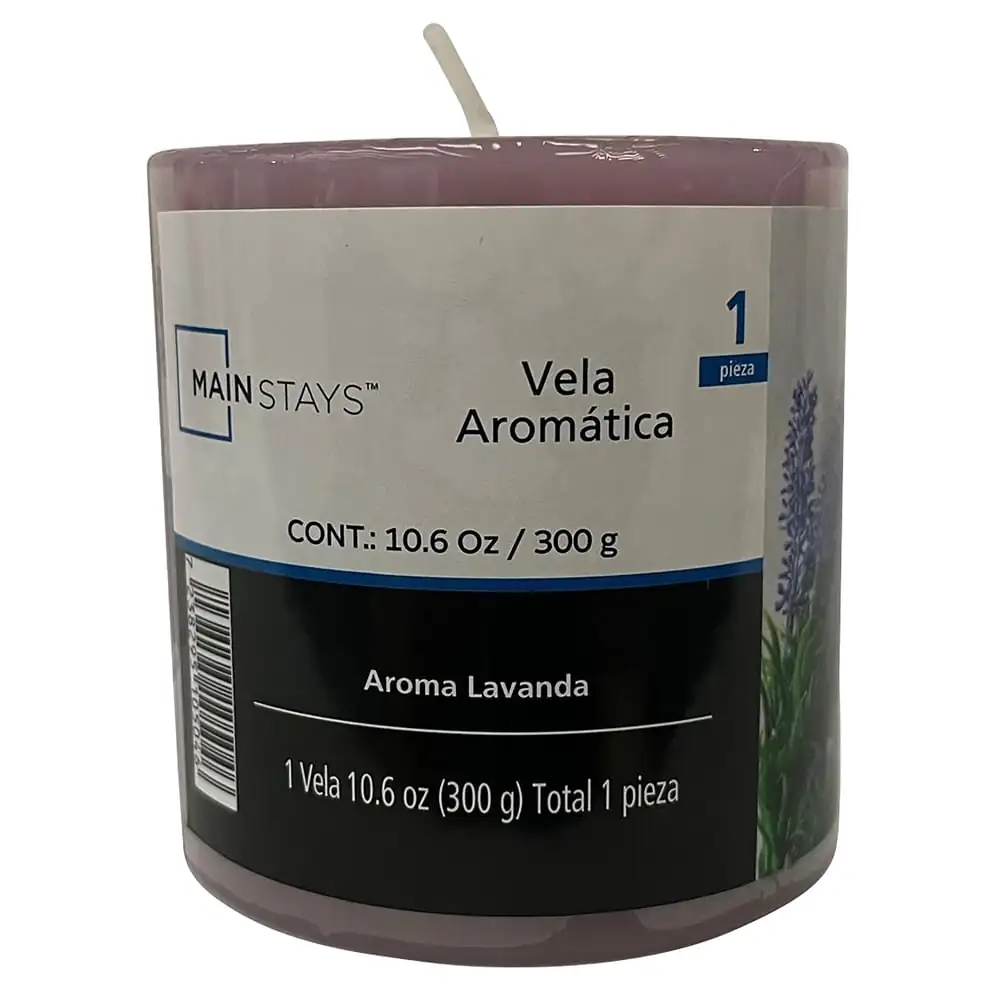 1
pieza
MAINSTAYS™
Vela
Aromática
CONT.: 10.6 Oz / 300 g
Aroma Lavanda
1 Vela 10.6 oz (300 g) Total 1 pieza